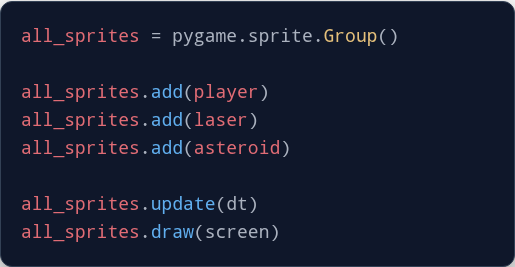 all_sprites = pygame.sprite.Group()
all_sprites.add(player)
all_sprites.add(laser)
all_sprites.add(asteroid)
all_sprites.update(dt)
all_sprites.draw(screen)